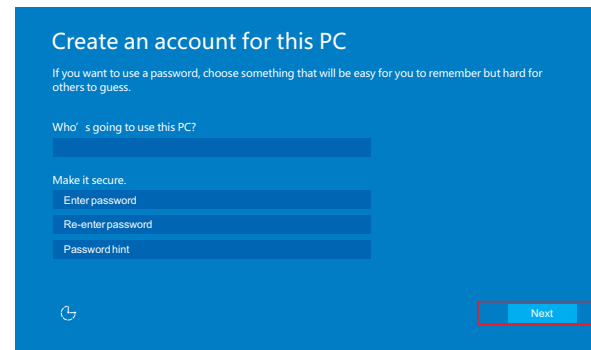 Create an account for this PC
If you want to use a password, choose something that will be easy for you to remember but hard for
others to guess.
Who’ s going to use this PC?
Make it secure.
Enter password
Re-enter password
Password hint
Next